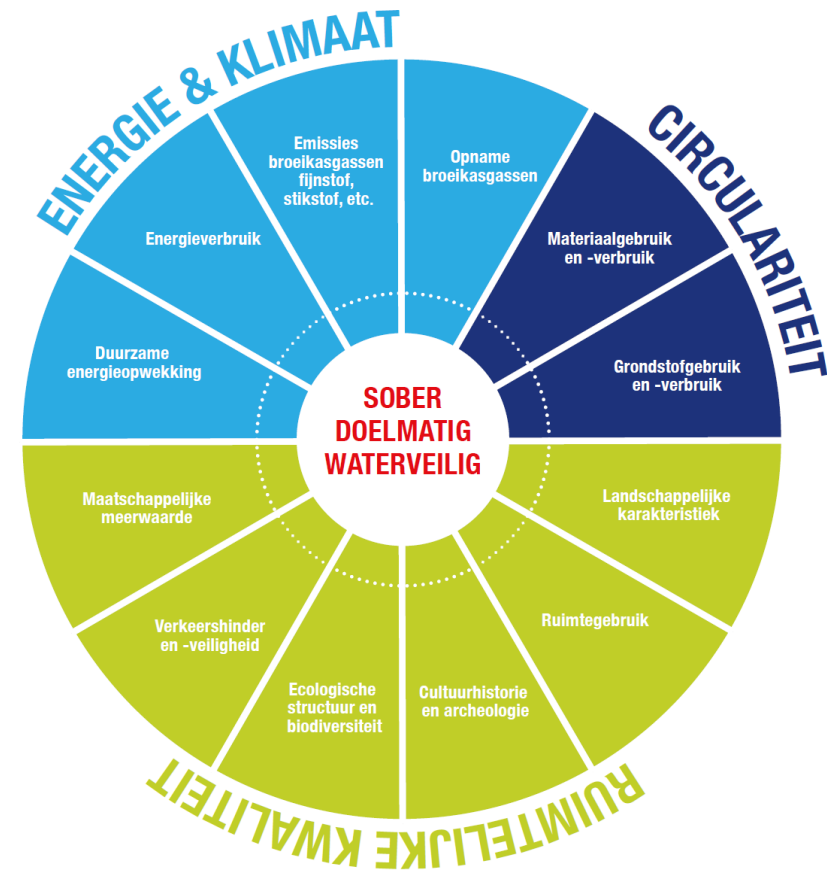 ENERGIE & KLIMAAT
Emissies
broeikasgassen
fijnstof,
stikstof, etc.
Opname
broeikasgassen
Energieverbruik
Duurzame
energieopwekking
CIRCULARITEIT
Materiaalgebruik
en -verbruik
Grondstofgebruik
en -verbruik
SOBER
DOELMATIG
WATERVEILIG
Landschappelijke
karakteristiek
Ruimtegebruik
Cultuurhistorie
en archeologie
Ecologische
structuur en
biodiversiteit
Verkeershinder
en -veiligheid
Maatschappelijke
meerwaarde
RUIMTELIJKE KWALITEIT